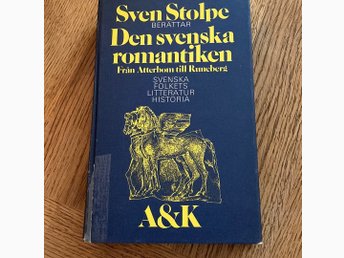 Sven Stolpe
BERÄTTAR
Den svenska
romantiken
Från Atterbom till Runeberg
SVENSKA
FOLKETS
LITTERATUR
HISTORIA
A&K